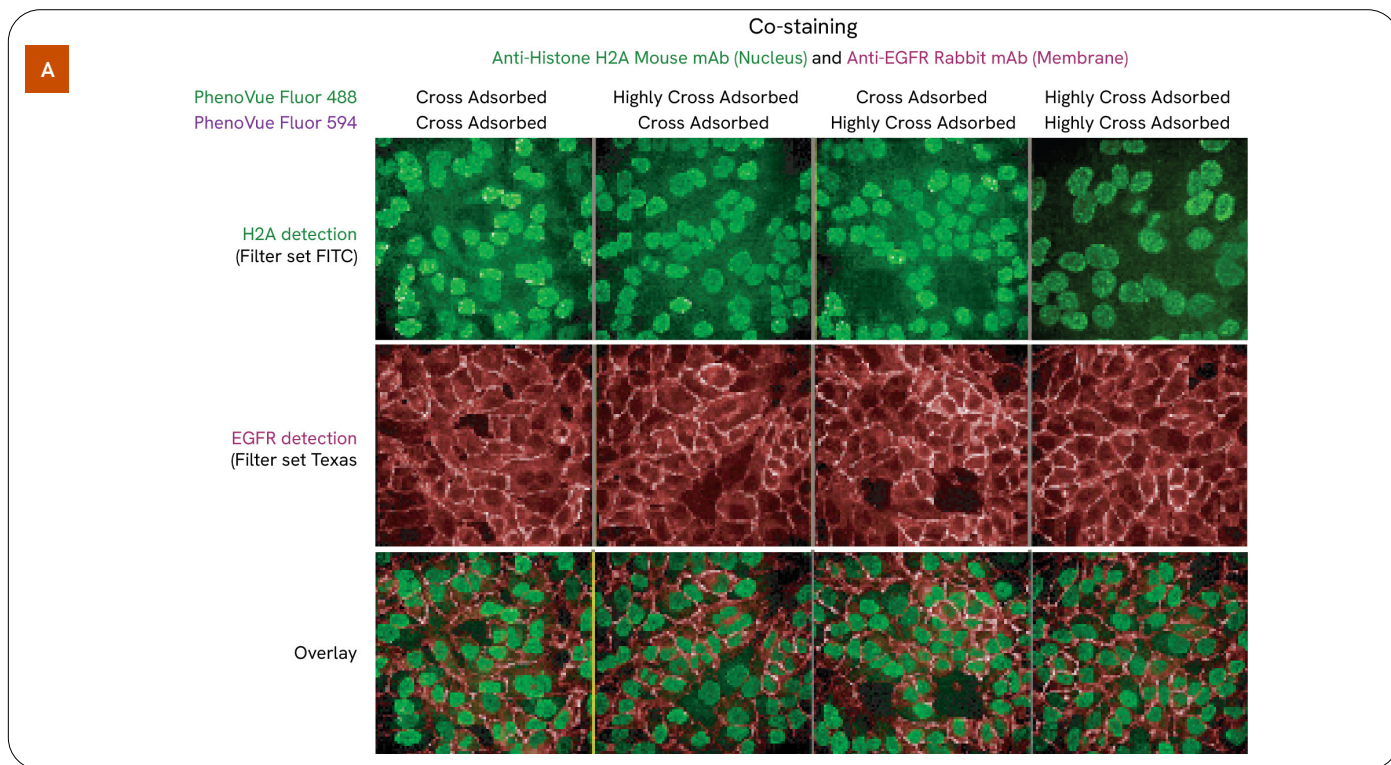 Co-staining
A
Anti-Histone H2A Mouse mAb (Nucleus) and Anti-EGFR Rabbit mAb (Membrane)
PhenoVue Fluor 488 Cross Adsorbed Highly Cross Adsorbed Cross Adsorbed Highly Cross Adsorbed
PhenoVue Fluor 594 Cross Adsorbed Cross Adsorbed Highly Cross Adsorbed Highly Cross Adsorbed
H2A detection
(Filter set FITC)
EGFR detection
(Filter set Texas
Overlay